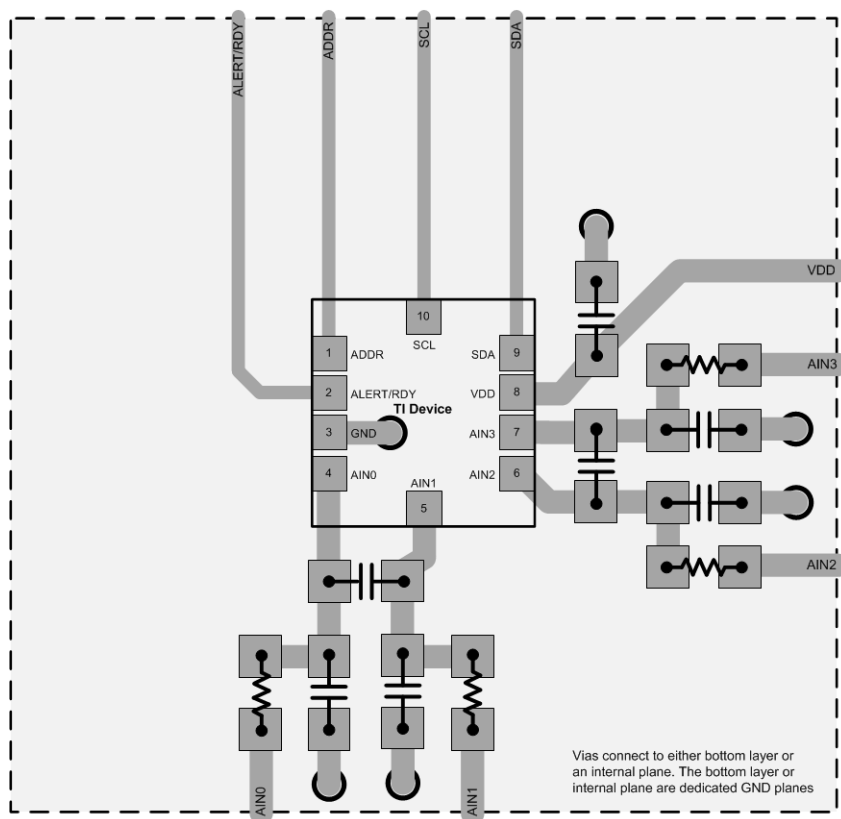 ALERT/RDY
ADDR
SCL
SDA
VDD
10
SCL
1 ADDR
SDA 9
AIN3
2 ALERT/RDY
VDD 8
TI Device
3 GND
AIN3 7
4 AIN0
AIN2 6
AIN1
5
AIN2
Vias connect to either bottom layer or
an internal plane. The bottom layer or
internal plane are dedicated GND planes
AIN0
AIN1